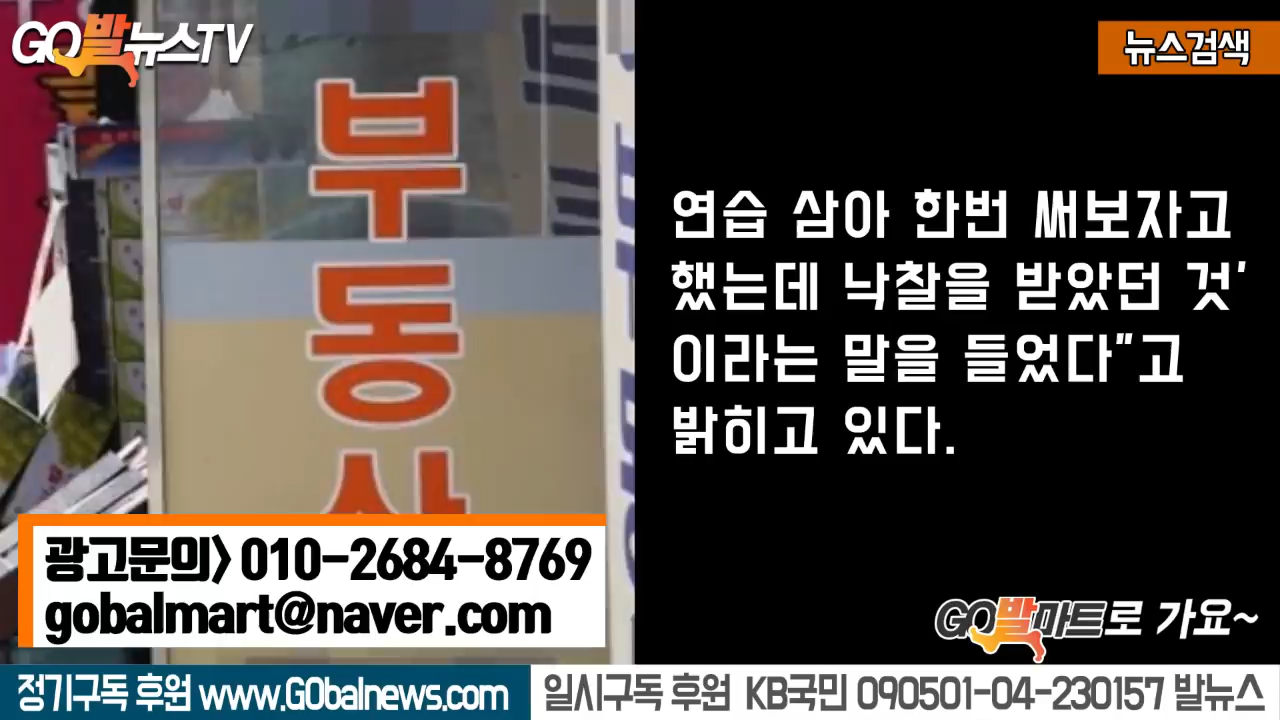 GO발뉴스TV
뉴스검색
부동산
연습 삼아 한번 써보자고
했는데 낙찰을 받았던 것'
이라는 말을 들었다"고
밝히고 있다.
광고문의> 010-2684-8769
gobalmart@naver.com
GO발마트로 가요~
정기구독 후원 www.GObalnews.com
일시구독 후원 KB국민 090501-04-230157 발뉴스